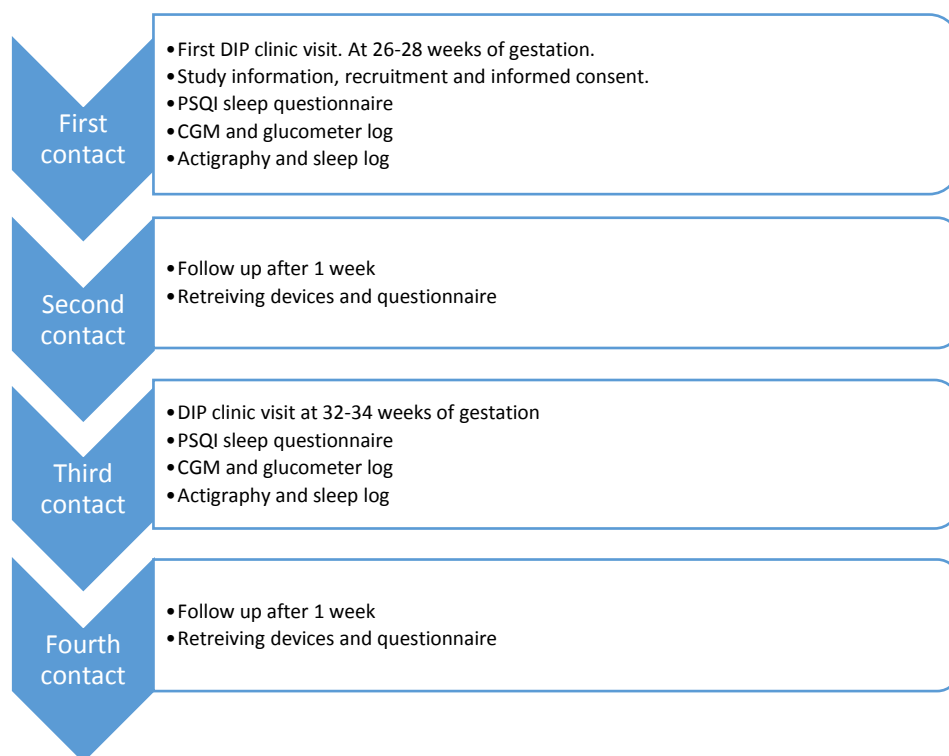 First
contact
•First DIP clinic visit. At 26-28 weeks of gestation.
•Study information, recruitment and informed consent.
•PSQI sleep questionnaire
•CGM and glucometer log
•Actigraphy and sleep log
Second
contact
•Follow up after 1 week
•Retreiving devices and questionnaire
Third
contact
•DIP clinic visit at 32-34 weeks of gestation
•PSQI sleep questionnaire
•CGM and glucometer log
•Actigraphy and sleep log
Fourth
contact
•Follow up after 1 week
•Retreiving devices and questionnaire